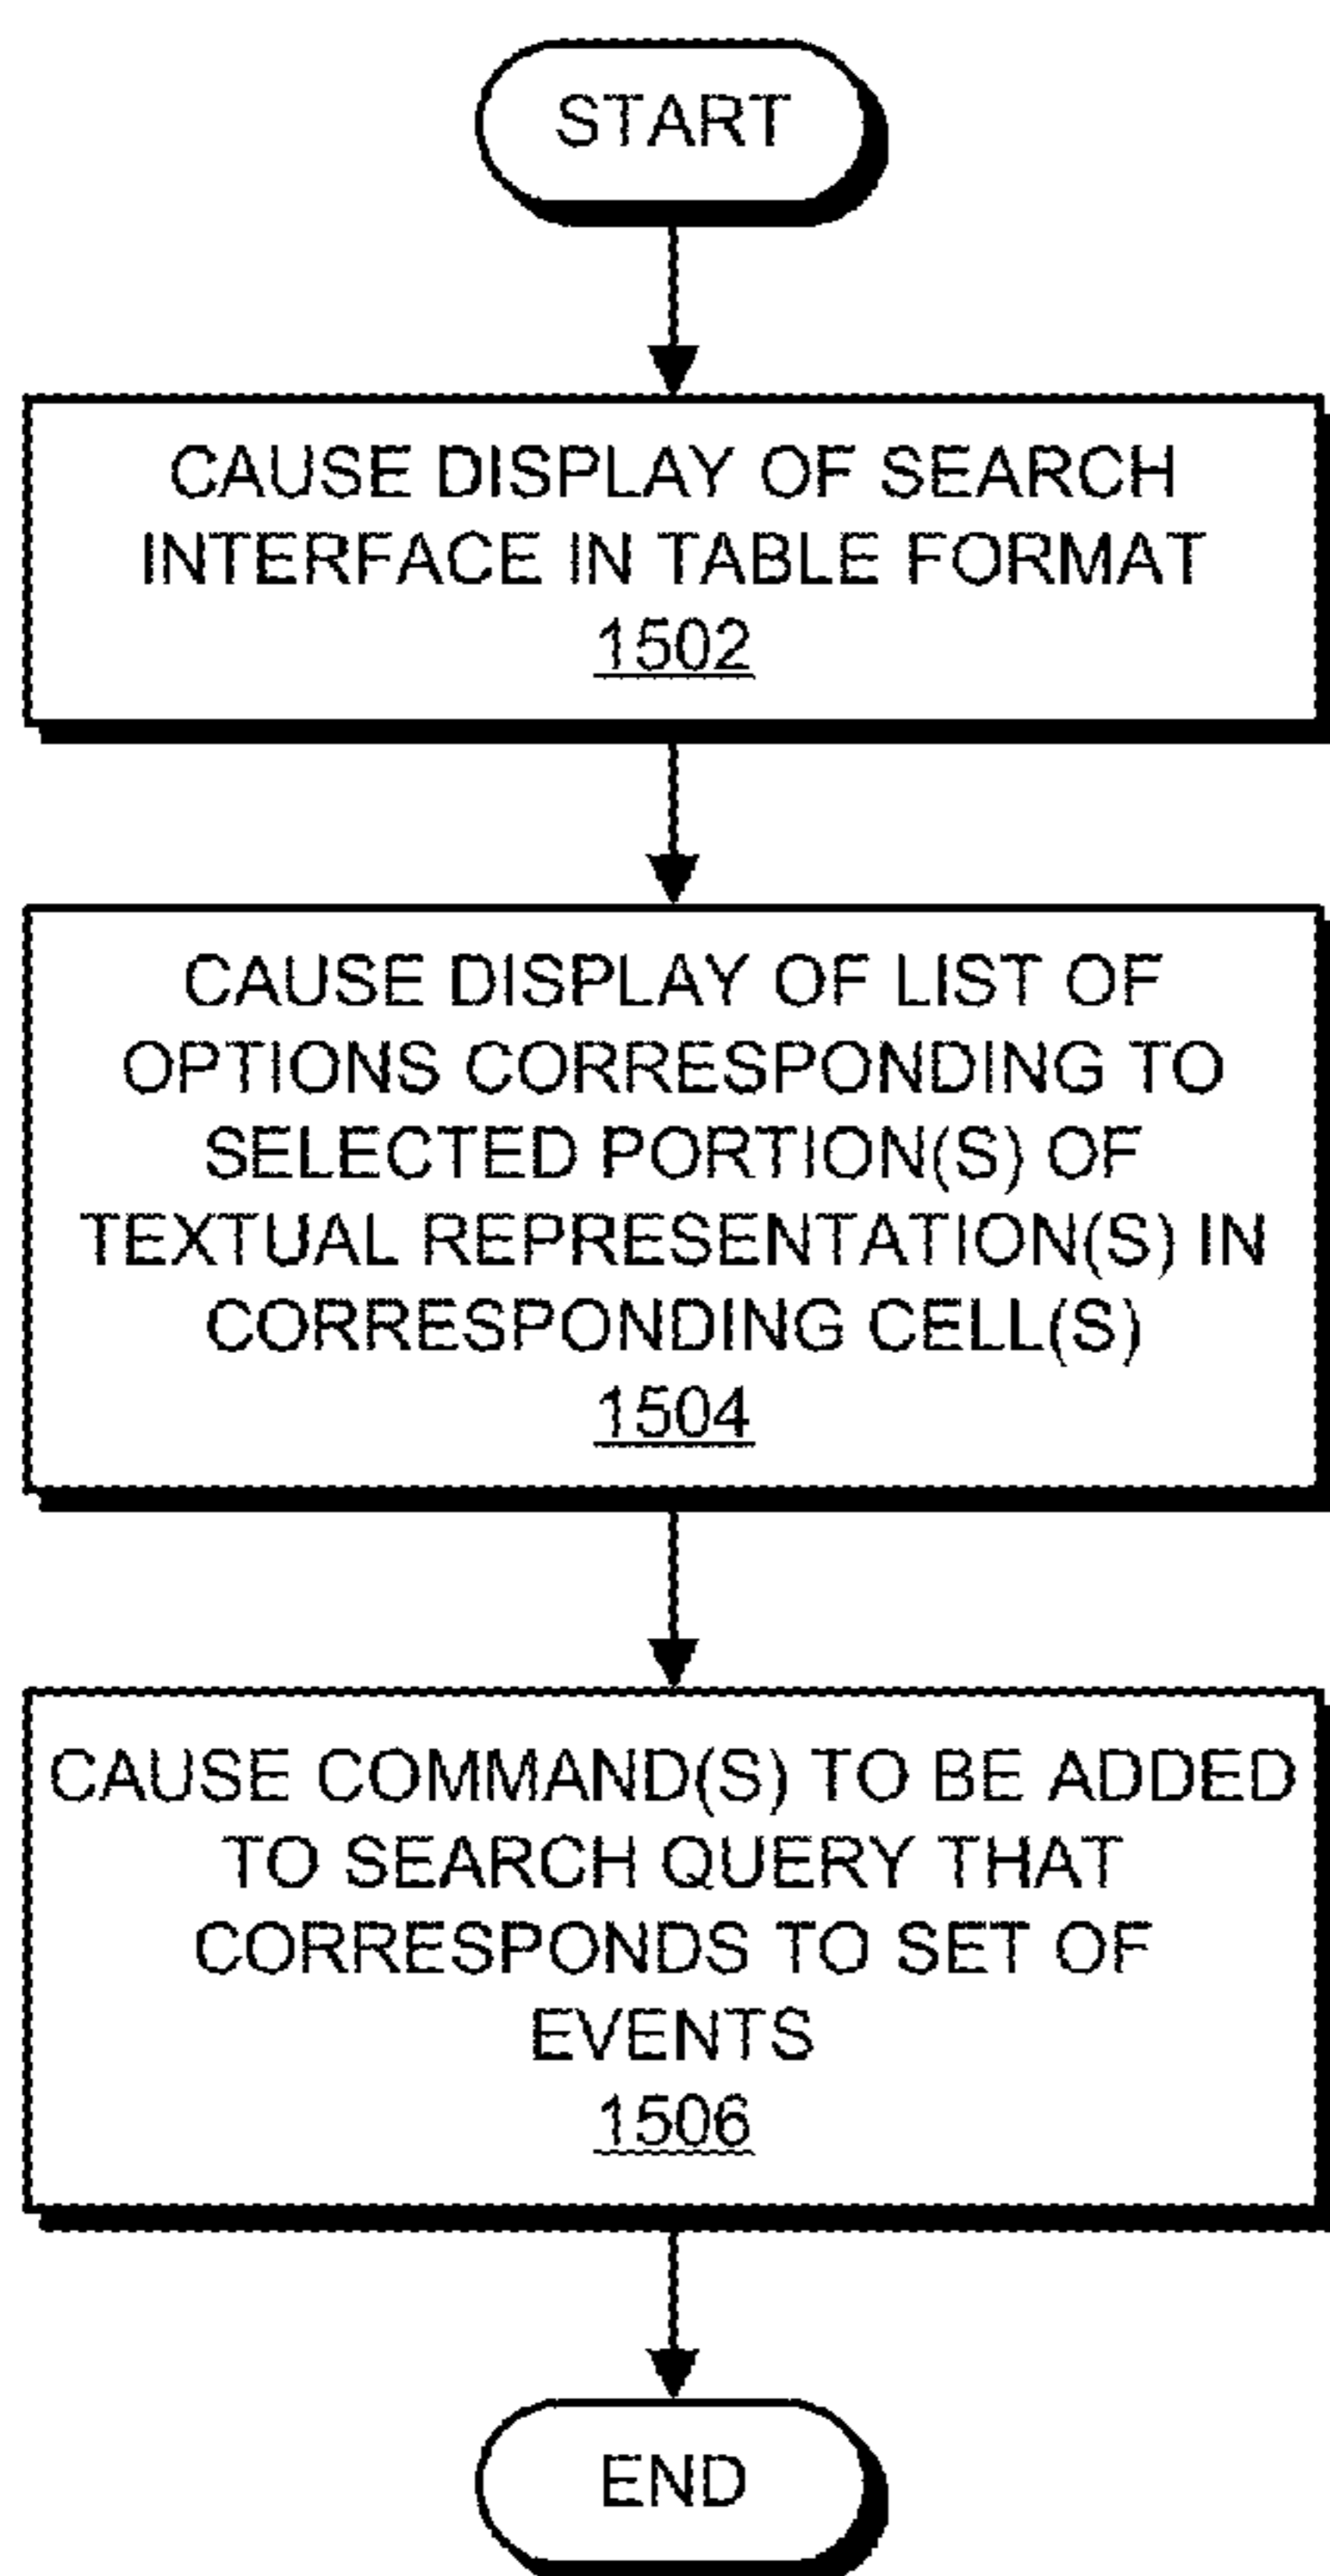 START
CAUSE DISPLAY OF SEARCH
INTERFACE IN TABLE FORMAT
1502
CAUSE DISPLAY OF LIST OF
OPTIONS CORRESPONDING TO
SELECTED PORTION(S) OF
TEXTUAL REPRESENTATION(S) IN
CORRESPONDING CELL(S)
1504
CAUSE COMMAND(S) TO BE ADDED
TO SEARCH QUERY THAT
CORRESPONDS TO SET OF
EVENTS
1506
END